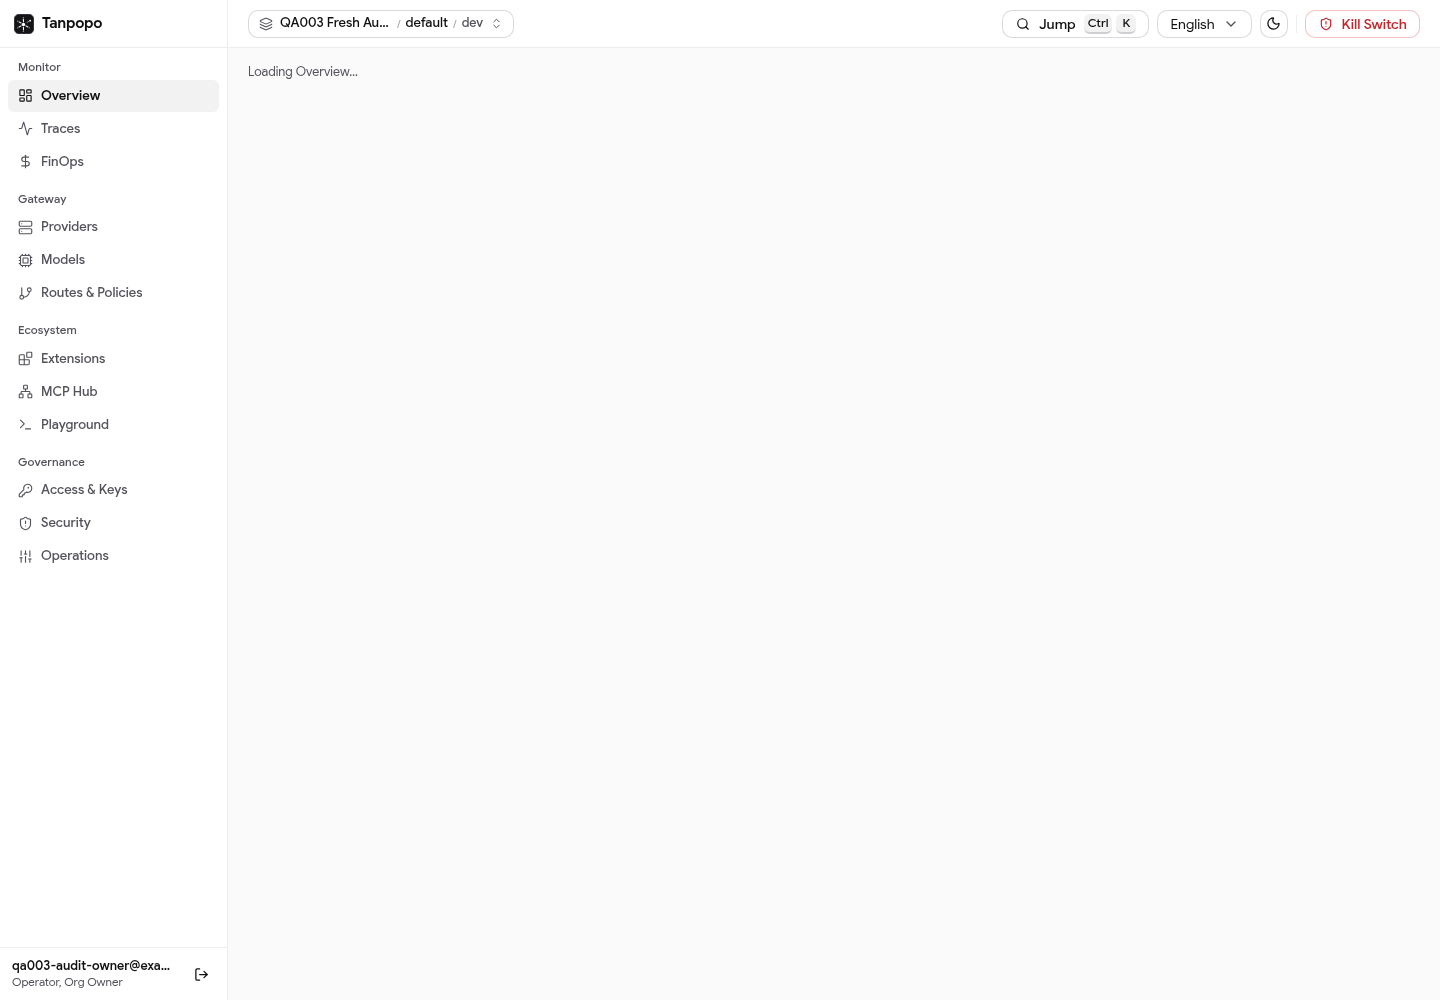 Tanpopo
QA003 Fresh Au... / default / dev
Jump Ctrl K
English
Kill Switch
Monitor
Overview
Traces
FinOps
Gateway
Providers
Models
Routes & Policies
Ecosystem
Extensions
MCP Hub
Playground
Governance
Access & Keys
Security
Operations
Loading Overview...
qa003-audit-owner@exa...
Operator, Org Owner